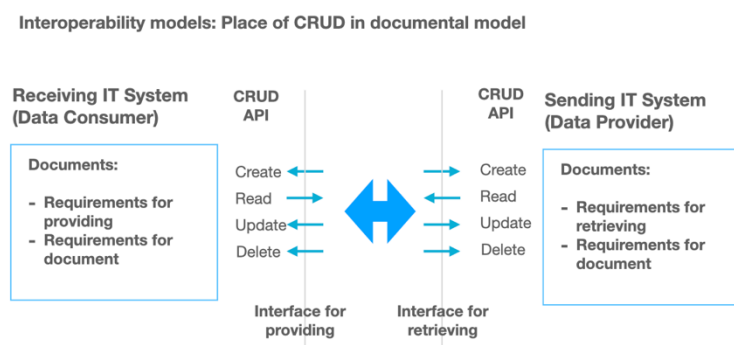 Interoperability models: Place of CRUD in documental model
Receiving IT System
(Data Consumer)
CRUD
API
CRUD
API
Sending IT System
(Data Provider)
Documents:
- Requirements for
providing
- Requirements for
document
Create
Read
Update
Delete
Create
Read
Update
Delete
Documents:
- Requirements for
retrieving
- Requirements for
document
Interface for
providing
Interface for
retrieving